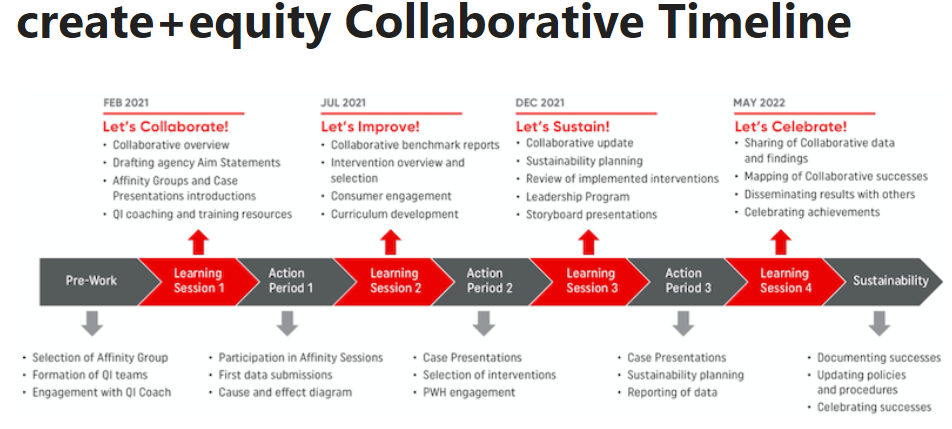 create+equity Collaborative Timeline
FEB 2021
Let's Collaborate!
• Collaborative overview
• Drafting agency Aim Statements
• Affinity Groups and Case
Presentations introductions
• QI coaching and training resources
JUL 2021
Let's Improve!
• Collaborative benchmark reports
• Intervention overview and
selection
• Consumer engagement
• Curriculum development
DEC 2021
Let's Sustain!
• Collaborative update
• Sustainability planning
• Review of implemented interventions
• Leadership Program
• Storyboard presentations
MAY 2022
Let's Celebrate!
• Sharing of Collaborative data
and findings
• Mapping of Collaborative successes
• Disseminating results with others
• Celebrating achievements
Pre-Work
Learning
Session 1
Action
Period 1
Learning
Session 2
Action
Period 2
Learning
Session 3
Action
Period 3
Learning
Session 4
Sustainability
• Selection of Affinity Group
• Formation of QI teams
• Engagement with QI Coach
• Participation in Affinity Sessions
• First data submissions
• Cause and effect diagram
• Case Presentations
• Selection of interventions
• PWH engagement
• Case Presentations
• Sustainability planning
• Reporting of data
• Documenting successes
• Updating policies
and procedures
• Celebrating successes